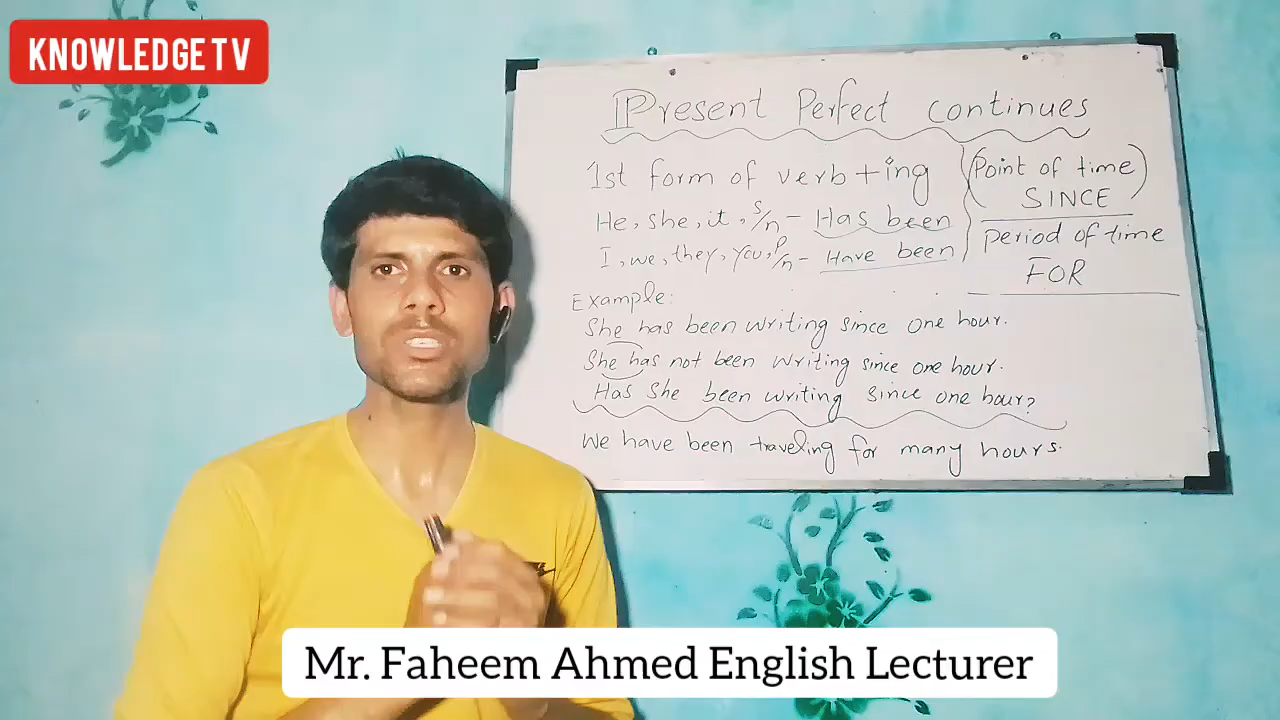 KNOWLEDGE TV
Present Perfect continues
1st form of verb + ing
He, she, it, s/n - Has been
I, we, they, you, P/n - Have been
(Point of time)
SINCE
period of time
FOR
Example:
She has been writing since one hour.
She has not been writing since one hour.
Has She been writing since one hour?
We have been traveling for many hours.
Mr. Faheem Ahmed English Lecturer